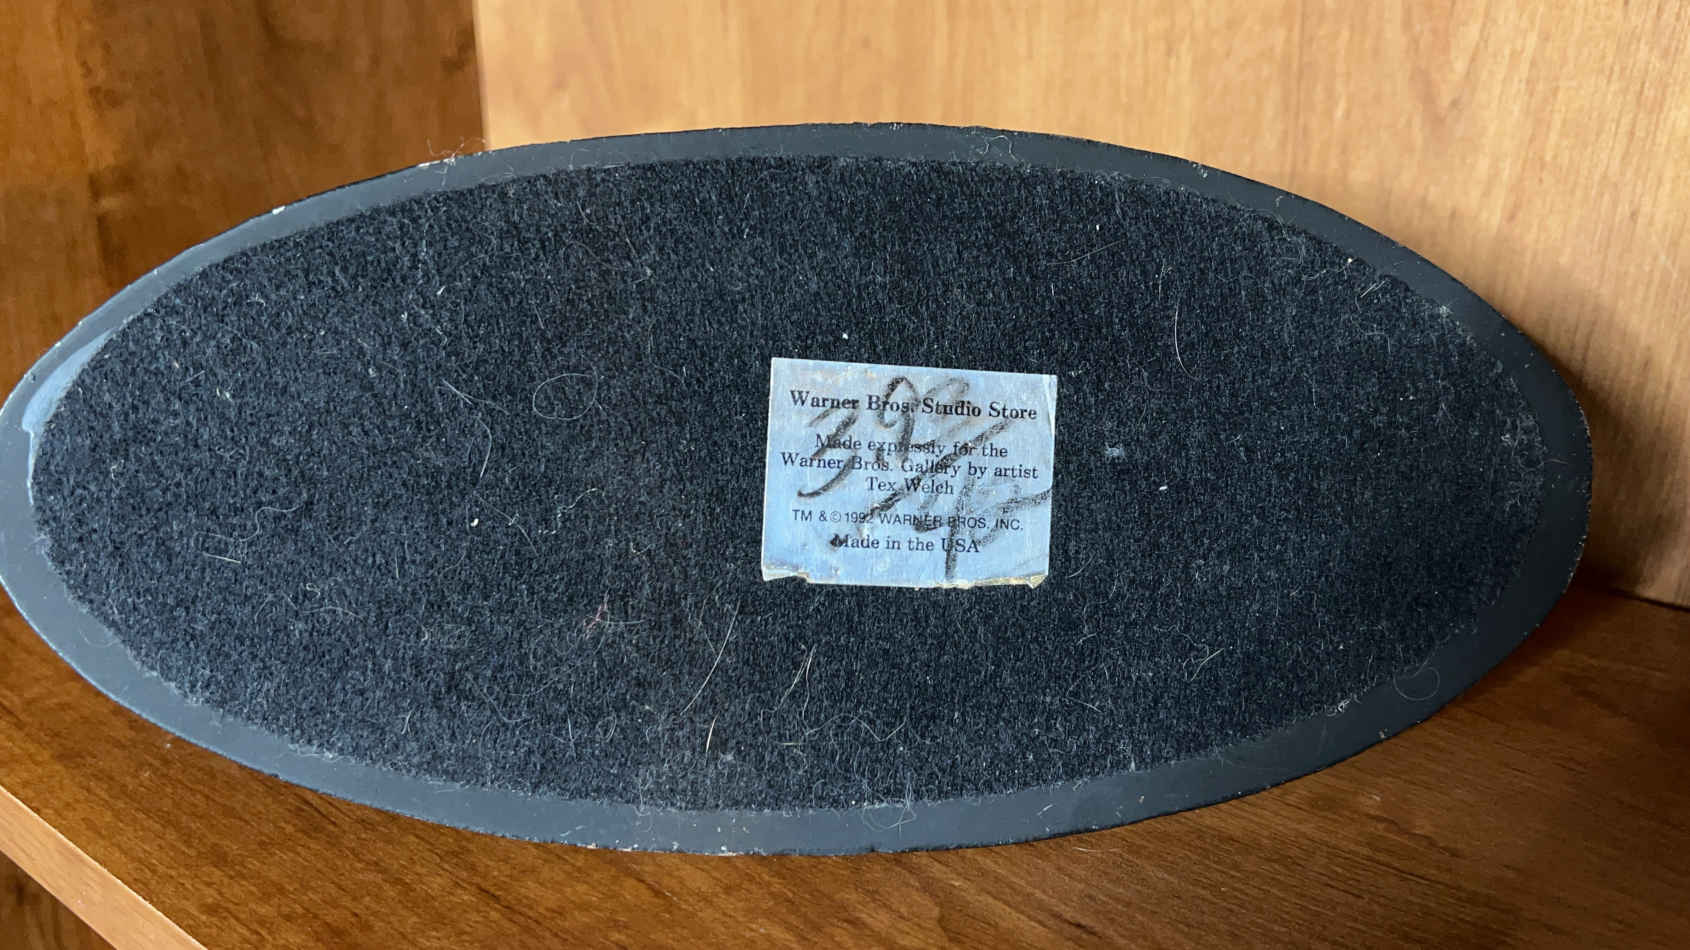 Warner Bros. Studio Store
Made expressly for the
Warner Bros. Gallery by artist
Tex Welch
TM & © 1992 WARNER BROS., INC.
Made in the USA